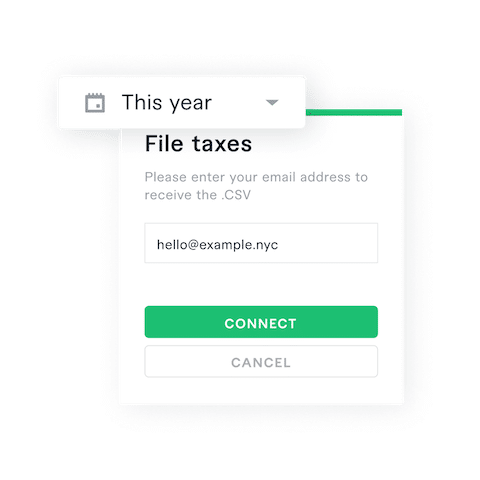 This year
File taxes
Please enter your email address to
receive the .CSV
hello@example.nyc
CONNECT
CANCEL